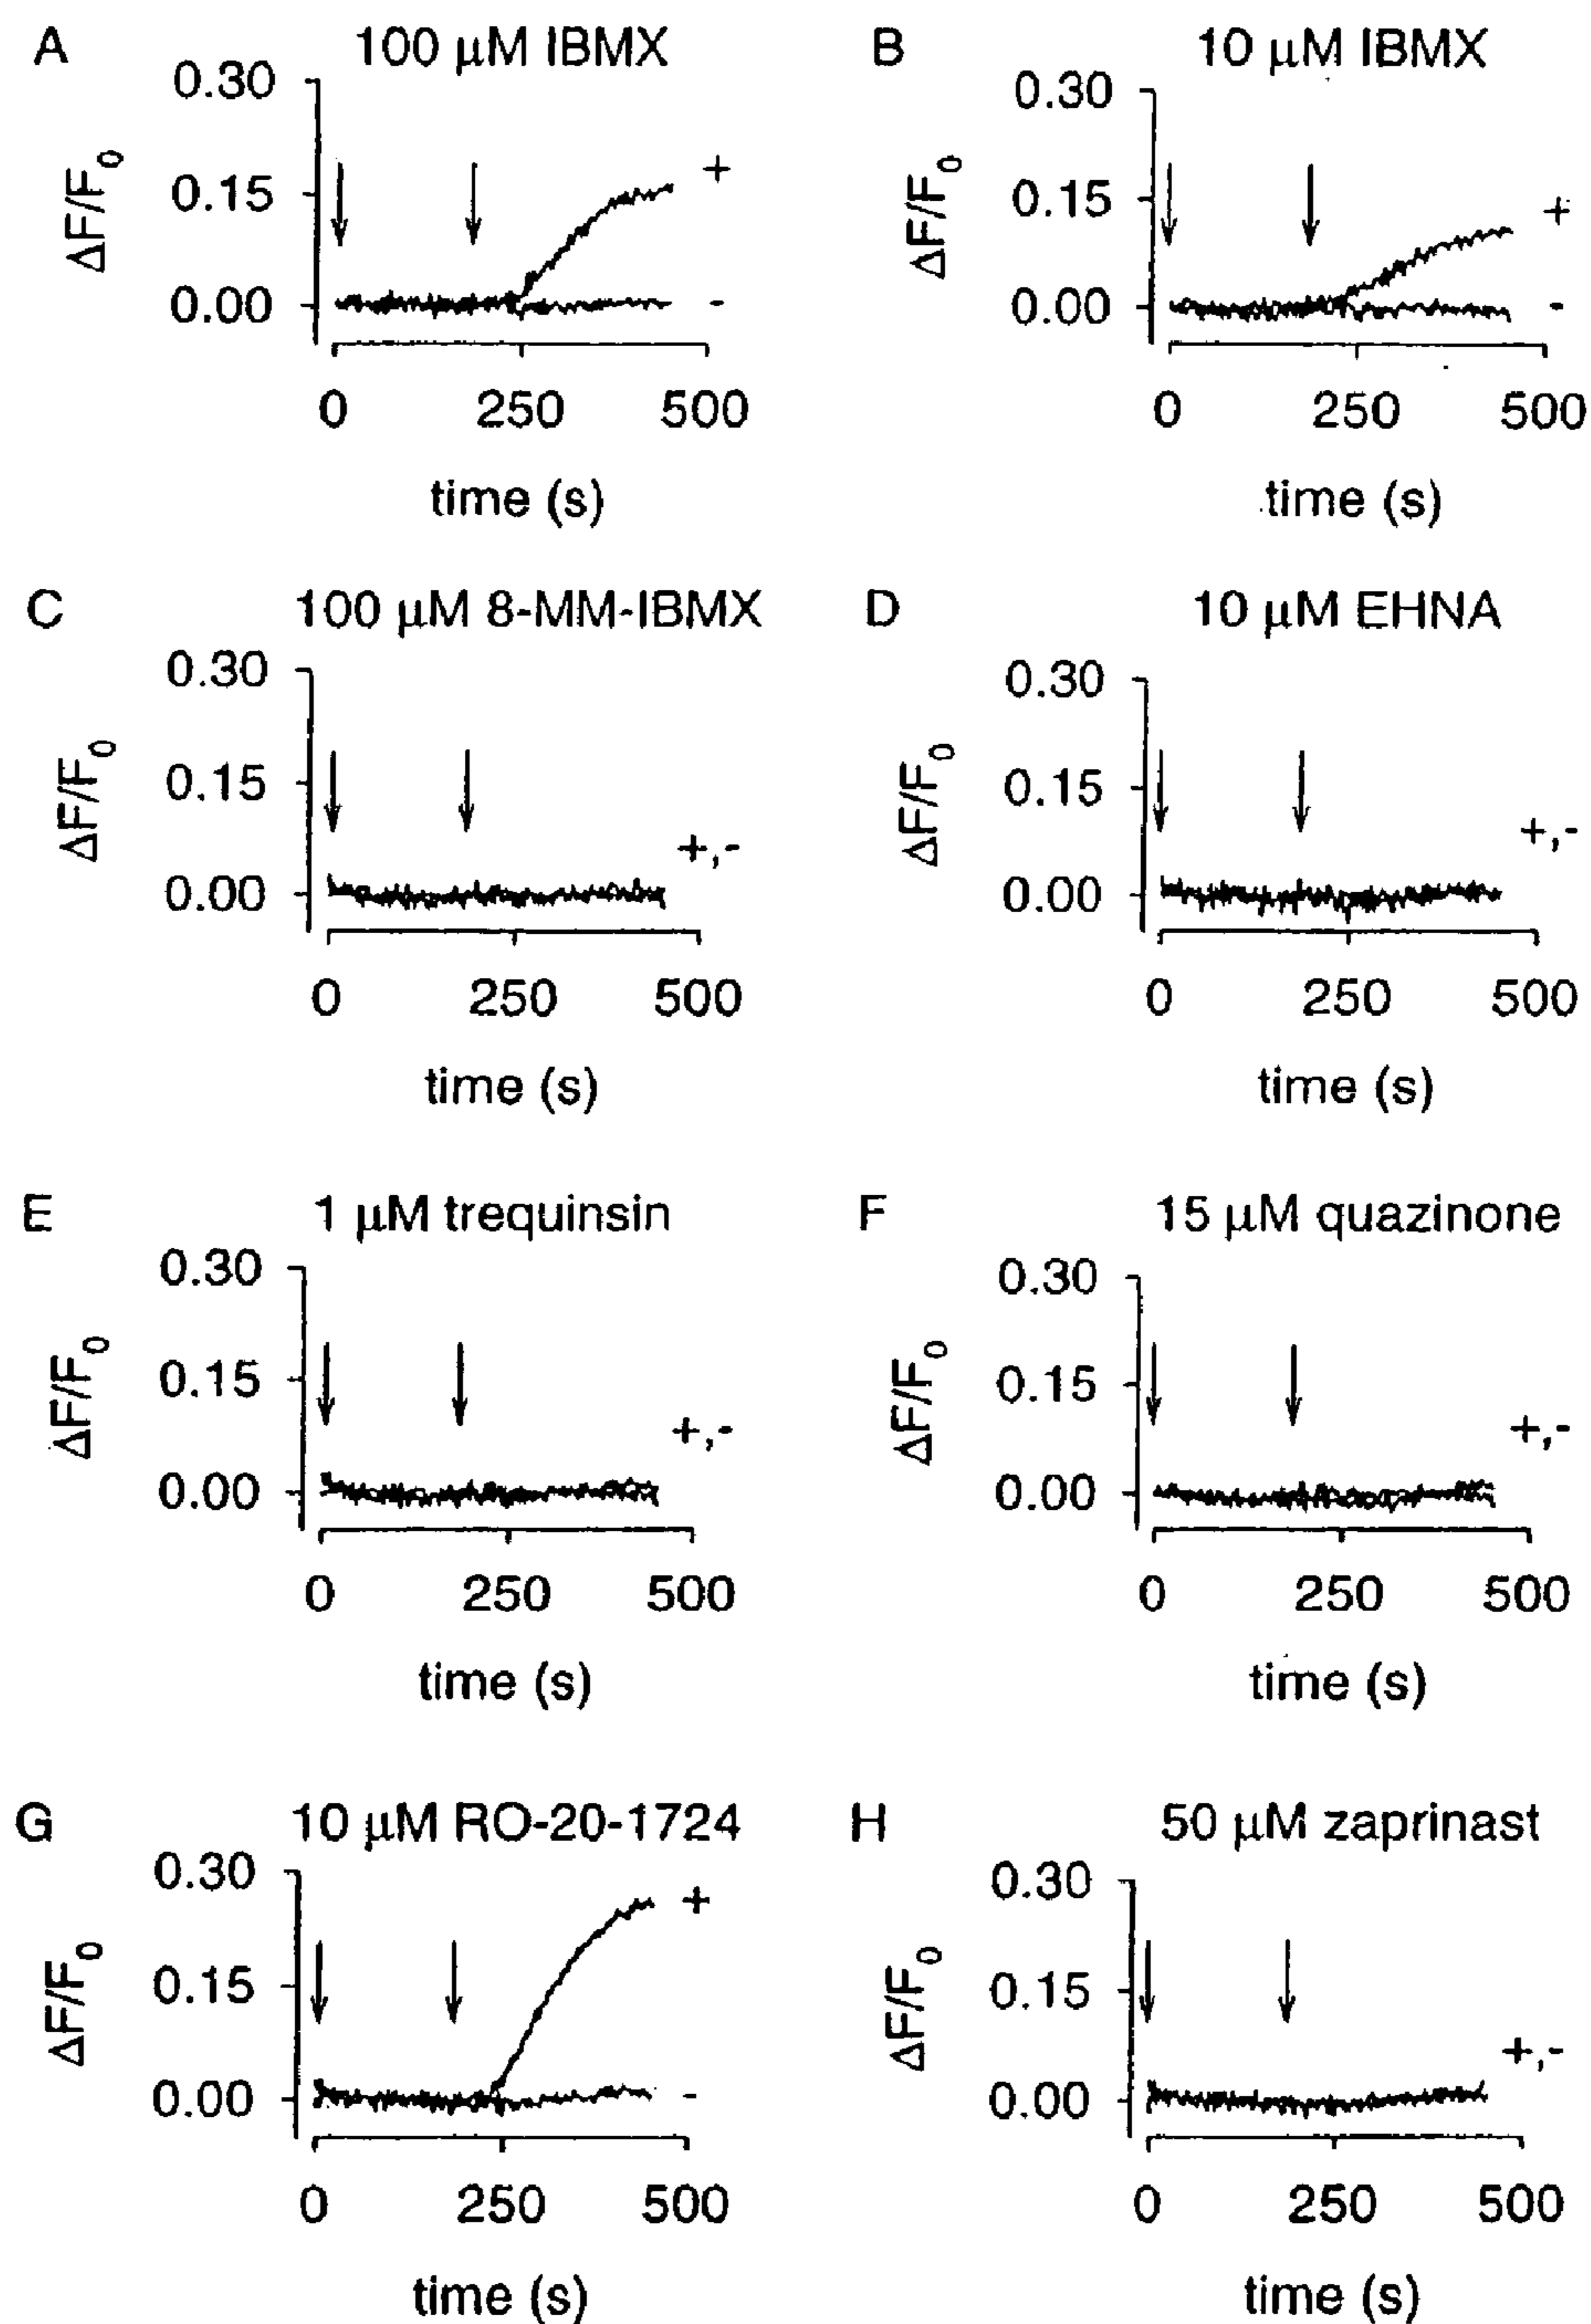 A 100 µM IBMX
0.30
0.15
0.00
ΔF/F0
+
-
0 250 500
time (s)
B 10 µM IBMX
0.30
0.15
0.00
ΔF/F0
+
-
0 250 500
time (s)
C 100 µM 8-MM-IBMX
0.30
0.15
0.00
ΔF/F0
+,-
0 250 500
time (s)
D 10 µM EHNA
0.30
0.15
0.00
ΔF/F0
+,-
0 250 500
time (s)
E 1 µM trequinsin
0.30
0.15
0.00
ΔF/F0
+,-
0 250 500
time (s)
F 15 µM quazinone
0.30
0.15
0.00
ΔF/F0
+,-
0 250 500
time (s)
G 10 µM RO-20-1724
0.30
0.15
0.00
ΔF/F0
+
-
0 250 500
time (s)
H 50 µM zaprinast
0.30
0.15
0.00
ΔF/F0
+,-
0 250 500
time (s)